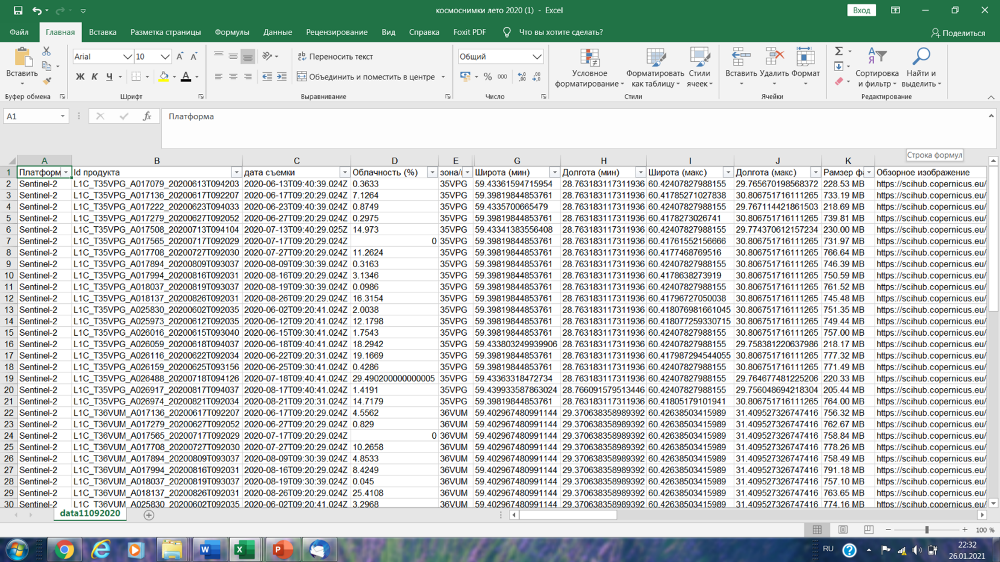 космоснимки лето 2020 (1) - Excel
Вход
Файл Главная Вставка Разметка страницы Формулы Данные Рецензирование Вид Справка Foxit PDF Что вы хотите сделать? Поделиться
Вставить
Arial 10
Ж К Ч
Переносить текст
Объединить и поместить в центре
Общий
% 000
Условное форматирование
Форматировать как таблицу
Стили ячеек
Вставить Удалить Формат
Сортировка и фильтр
Найти и выделить
Буфер обмена Шрифт Выравнивание Число Стили Ячейки Редактирование
A1 fx Платформа
Строка формул
A B C D E G H I J K
1 Платформ Id продукта дата съемки Облачность (%) зона/ Широта (мин) Долгота (мин) Широта (макс) Долгота (макс) Рамзер фа Обзорное изображение
2 Sentinel-2 L1C_T35VPG_A017079_20200613T094203 2020-06-13T09:40:39.024Z 0.3633 35VPG 59.43361594715954 28.763183117311936 60.42407827988155 29.765670198568372 228.53 MB https://scihub.copernicus.eu/
3 Sentinel-2 L1C_T35VPG_A017136_20200617T092207 2020-06-17T09:20:29.024Z 7.1264 35VPG 59.39819844853761 28.763183117311936 60.41785271027838 30.806751716111265 733.19 MB https://scihub.copernicus.eu/
4 Sentinel-2 L1C_T35VPG_A017222_20200623T094033 2020-06-23T09:40:39.024Z 0.8749 35VPG 59.4335700665479 28.763183117311936 60.42407827988155 29.767114421861503 218.69 MB https://scihub.copernicus.eu/
5 Sentinel-2 L1C_T35VPG_A017279_20200627T092052 2020-06-27T09:20:29.024Z 0.2975 35VPG 59.39819844853761 28.763183117311936 60.4178273026741 30.806751716111265 739.81 MB https://scihub.copernicus.eu/
6 Sentinel-2 L1C_T35VPG_A017508_20200713T094104 2020-07-13T09:40:29.025Z 14.973 35VPG 59.43341383556408 28.763183117311936 60.42407827988155 29.774370612157234 230.00 MB https://scihub.copernicus.eu/
7 Sentinel-2 L1C_T35VPG_A017565_20200717T092029 2020-07-17T09:20:29.024Z 0 35VPG 59.39819844853761 28.763183117311936 60.41761552156666 30.806751716111265 731.97 MB https://scihub.copernicus.eu/
8 Sentinel-2 L1C_T35VPG_A017708_20200727T092030 2020-07-27T09:20:29.024Z 11.2624 35VPG 59.39819844853761 28.763183117311936 60.4177468769516 30.806751716111265 766.64 MB https://scihub.copernicus.eu/
9 Sentinel-2 L1C_T35VPG_A017894_20200809T093037 2020-08-09T09:30:39.024Z 0.3163 35VPG 59.39819844853761 28.763183117311936 60.42407827988155 30.806751716111265 746.39 MB https://scihub.copernicus.eu/
10 Sentinel-2 L1C_T35VPG_A017994_20200816T092031 2020-08-16T09:20:29.024Z 3.1346 35VPG 59.39819844853761 28.763183117311936 60.4178638273919 30.806751716111265 750.59 MB https://scihub.copernicus.eu/
11 Sentinel-2 L1C_T35VPG_A018037_20200819T093037 2020-08-19T09:30:39.024Z 0.0986 35VPG 59.39819844853761 28.763183117311936 60.42407827988155 30.806751716111265 761.52 MB https://scihub.copernicus.eu/
12 Sentinel-2 L1C_T35VPG_A018137_20200826T092031 2020-08-26T09:20:29.024Z 16.3154 35VPG 59.39819844853761 28.763183117311936 60.41796727050038 30.806751716111265 745.48 MB https://scihub.copernicus.eu/
13 Sentinel-2 L1C_T35VPG_A025830_20200602T092035 2020-06-02T09:20:41.024Z 2.0038 35VPG 59.39819844853761 28.763183117311936 60.418076981661045 30.806751716111265 751.35 MB https://scihub.copernicus.eu/
14 Sentinel-2 L1C_T35VPG_A025973_20200612T092035 2020-06-12T09:20:41.024Z 12.1798 35VPG 59.39819844853761 28.763183117311936 60.418077259330715 30.806751716111265 749.44 MB https://scihub.copernicus.eu/
15 Sentinel-2 L1C_T35VPG_A026016_20200615T093040 2020-06-15T09:30:41.024Z 1.7543 35VPG 59.39819844853761 28.763183117311936 60.42407827988155 30.806751716111265 757.00 MB https://scihub.copernicus.eu/
16 Sentinel-2 L1C_T35VPG_A026059_20200618T094037 2020-06-18T09:40:41.024Z 18.2942 35VPG 59.433803249939906 28.763183117311936 60.42407827988155 29.758381220637986 218.17 MB https://scihub.copernicus.eu/
17 Sentinel-2 L1C_T35VPG_A026116_20200622T092034 2020-06-22T09:20:31.024Z 19.1669 35VPG 59.39819844853761 28.763183117311936 60.417987294544055 30.806751716111265 777.32 MB https://scihub.copernicus.eu/
18 Sentinel-2 L1C_T35VPG_A026159_20200625T093156 2020-06-25T09:30:41.024Z 0.4286 35VPG 59.39819844853761 28.763183117311936 60.42407827988155 30.806751716111265 771.49 MB https://scihub.copernicus.eu/
19 Sentinel-2 L1C_T35VPG_A026488_20200718T094126 2020-07-18T09:40:41.024Z 29.490200000000005 35VPG 59.43363318472734 28.763183117311936 60.42407827988155 29.764677481225206 220.33 MB https://scihub.copernicus.eu/
20 Sentinel-2 L1C_T35VPG_A026917_20200817T094037 2020-08-17T09:40:41.024Z 1.4191 35VPG 59.439933587863024 28.766091579513446 60.42407827988155 29.756048694218304 205.44 MB https://scihub.copernicus.eu/
21 Sentinel-2 L1C_T35VPG_A026974_20200821T092034 2020-08-21T09:20:31.024Z 14.7179 35VPG 59.39819844853761 28.763183117311936 60.41805179101941 30.806751716111265 764.00 MB https://scihub.copernicus.eu/
22 Sentinel-2 L1C_T36VUM_A017136_20200617T092207 2020-06-17T09:20:29.024Z 4.5562 36VUM 59.402967480991144 29.370638358989392 60.42638503415989 31.409527326747416 756.32 MB https://scihub.copernicus.eu/
23 Sentinel-2 L1C_T36VUM_A017279_20200627T092052 2020-06-27T09:20:29.024Z 0.829 36VUM 59.402967480991144 29.370638358989392 60.42638503415989 31.409527326747416 762.67 MB https://scihub.copernicus.eu/
24 Sentinel-2 L1C_T36VUM_A017565_20200717T092029 2020-07-17T09:20:29.024Z 0 36VUM 59.402967480991144 29.370638358989392 60.42638503415989 31.409527326747416 758.84 MB https://scihub.copernicus.eu/
25 Sentinel-2 L1C_T36VUM_A017708_20200727T092030 2020-07-27T09:20:29.024Z 10.2658 36VUM 59.402967480991144 29.370638358989392 60.42638503415989 31.409527326747416 778.26 MB https://scihub.copernicus.eu/
26 Sentinel-2 L1C_T36VUM_A017894_20200809T093037 2020-08-09T09:30:39.024Z 4.8533 36VUM 59.402967480991144 29.370638358989392 60.42638503415989 31.409527326747416 758.49 MB https://scihub.copernicus.eu/
27 Sentinel-2 L1C_T36VUM_A017994_20200816T092031 2020-08-16T09:20:29.024Z 8.4249 36VUM 59.402967480991144 29.370638358989392 60.42638503415989 31.409527326747416 791.18 MB https://scihub.copernicus.eu/
28 Sentinel-2 L1C_T36VUM_A018037_20200819T093037 2020-08-19T09:30:39.024Z 0.045 36VUM 59.402967480991144 29.370638358989392 60.42638503415989 31.409527326747416 757.10 MB https://scihub.copernicus.eu/
29 Sentinel-2 L1C_T36VUM_A018137_20200826T092031 2020-08-26T09:20:29.024Z 25.4108 36VUM 59.402967480991144 29.370638358989392 60.42638503415989 31.409527326747416 763.65 MB https://scihub.copernicus.eu/
30 Sentinel-2 L1C_T36VUM_A025830_20200602T092035 2020-06-02T09:20:41.024Z 3.2968 36VUM 59.402967480991144 29.370638358989392 60.42638503415989 31.409527326747416 774.16 MB https://scihub.copernicus.eu/
data11092020
100 %
RU 22:32
26.01.2021